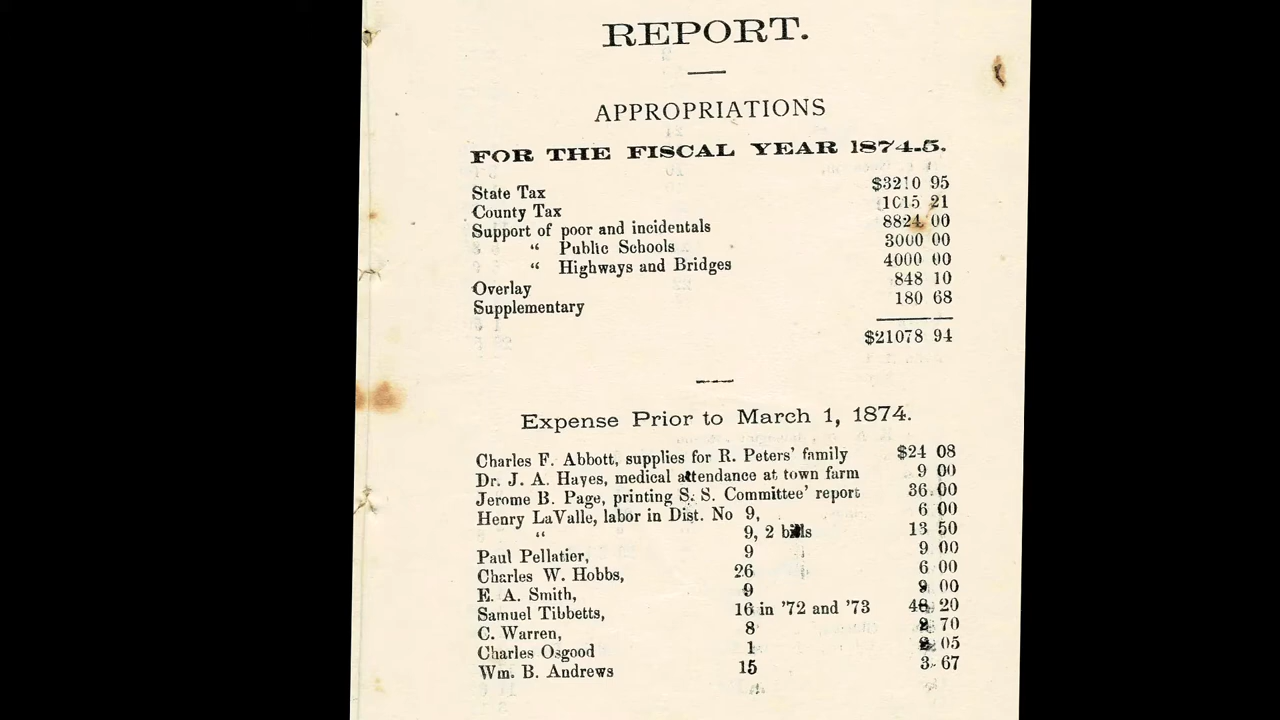 REPORT.
APPROPRIATIONS
FOR THE FISCAL YEAR 1874-5.
State Tax $3210 95
County Tax 1015 21
Support of poor and incidentals 8824 00
“ Public Schools 3000 00
“ Highways and Bridges 4000 00
Overlay 848 10
Supplementary 180 68
$21078 94
Expense Prior to March 1, 1874.
Charles F. Abbott, supplies for R. Peters’ family $24 08
Dr. J. A. Hayes, medical attendance at town farm 9 00
Jerome B. Page, printing S. S. Committee’ report 36 00
Henry LaValle, labor in Dist. No 9, 6 00
“ 9, 2 bills 13 50
Paul Pellatier, 9 9 00
Charles W. Hobbs, 26 6 00
E. A. Smith, 9 9 00
Samuel Tibbetts, 16 in ’72 and ’73 48 20
C. Warren, 8 70
Charles Osgood 1 05
Wm. B. Andrews 15 3 67